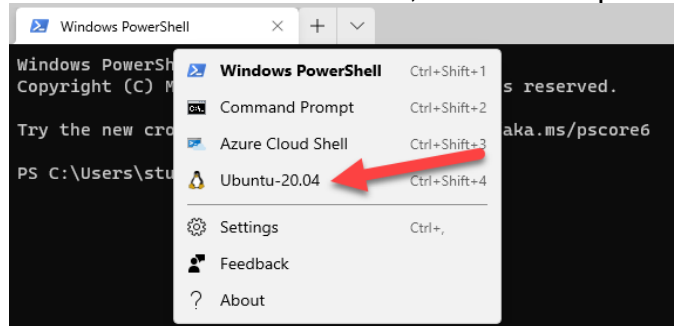 Windows PowerShell
Windows PowerSh
Copyright (C) M s reserved.
Try the new cro aka.ms/pscore6
PS C:\Users\stu
Windows PowerShell Ctrl+Shift+1
Command Prompt Ctrl+Shift+2
Azure Cloud Shell Ctrl+Shift+3
Ubuntu-20.04 Ctrl+Shift+4
Settings Ctrl+,
Feedback
About